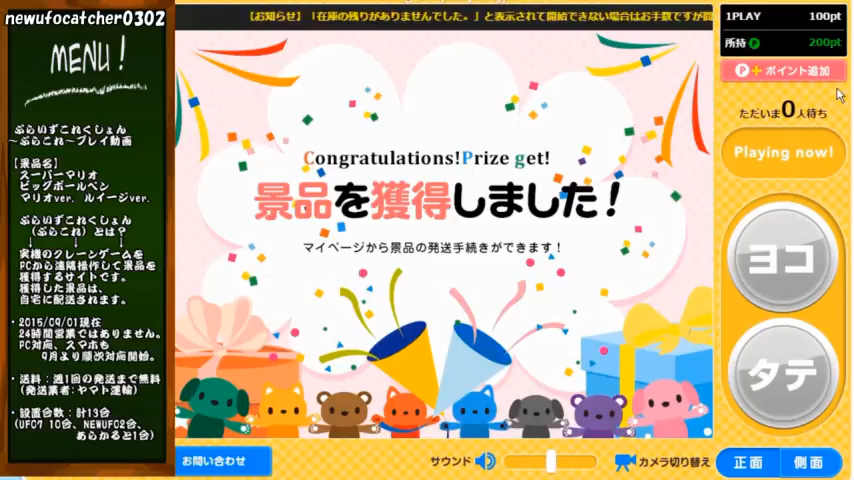 newufocatcher0302
MENU!
ぷらいずこれくしょん
~ぷらこれ~プレイ動画
【景品名】
スーパーマリオ
ビッグボールペン
マリオver. ルイージver.
ぷらいずこれくしょん
(ぷらこれ)とは?
↓ ↓ ↓
実機のクレーンゲームを
PCから遠隔操作して景品を
獲得するサイトです。
獲得した景品は、
自宅に配送されます。
・2015/09/01現在
24時間営業ではありません。
PC対応、スマホも
9月より順次対応開始。
・送料:週1回の発送まで無料
(発送業者:ヤマト運輸)
・設置台数:計13台
(UFO7 10台、NEWUFO2台、
あらかると1台)
【お知らせ】「在庫の残りがありませんでした。」と表示されて開始できない場合はお手数ですが
Congratulations!Prize get!
景品を獲得しました!
マイページから景品の発送手続きができます!
お問い合わせ
サウンド
カメラ切り替え
正面
側面
1PLAY 100pt
所持 P 200pt
P+ポイント追加
ただいま0人待ち
Playing now!
ヨコ
タテ